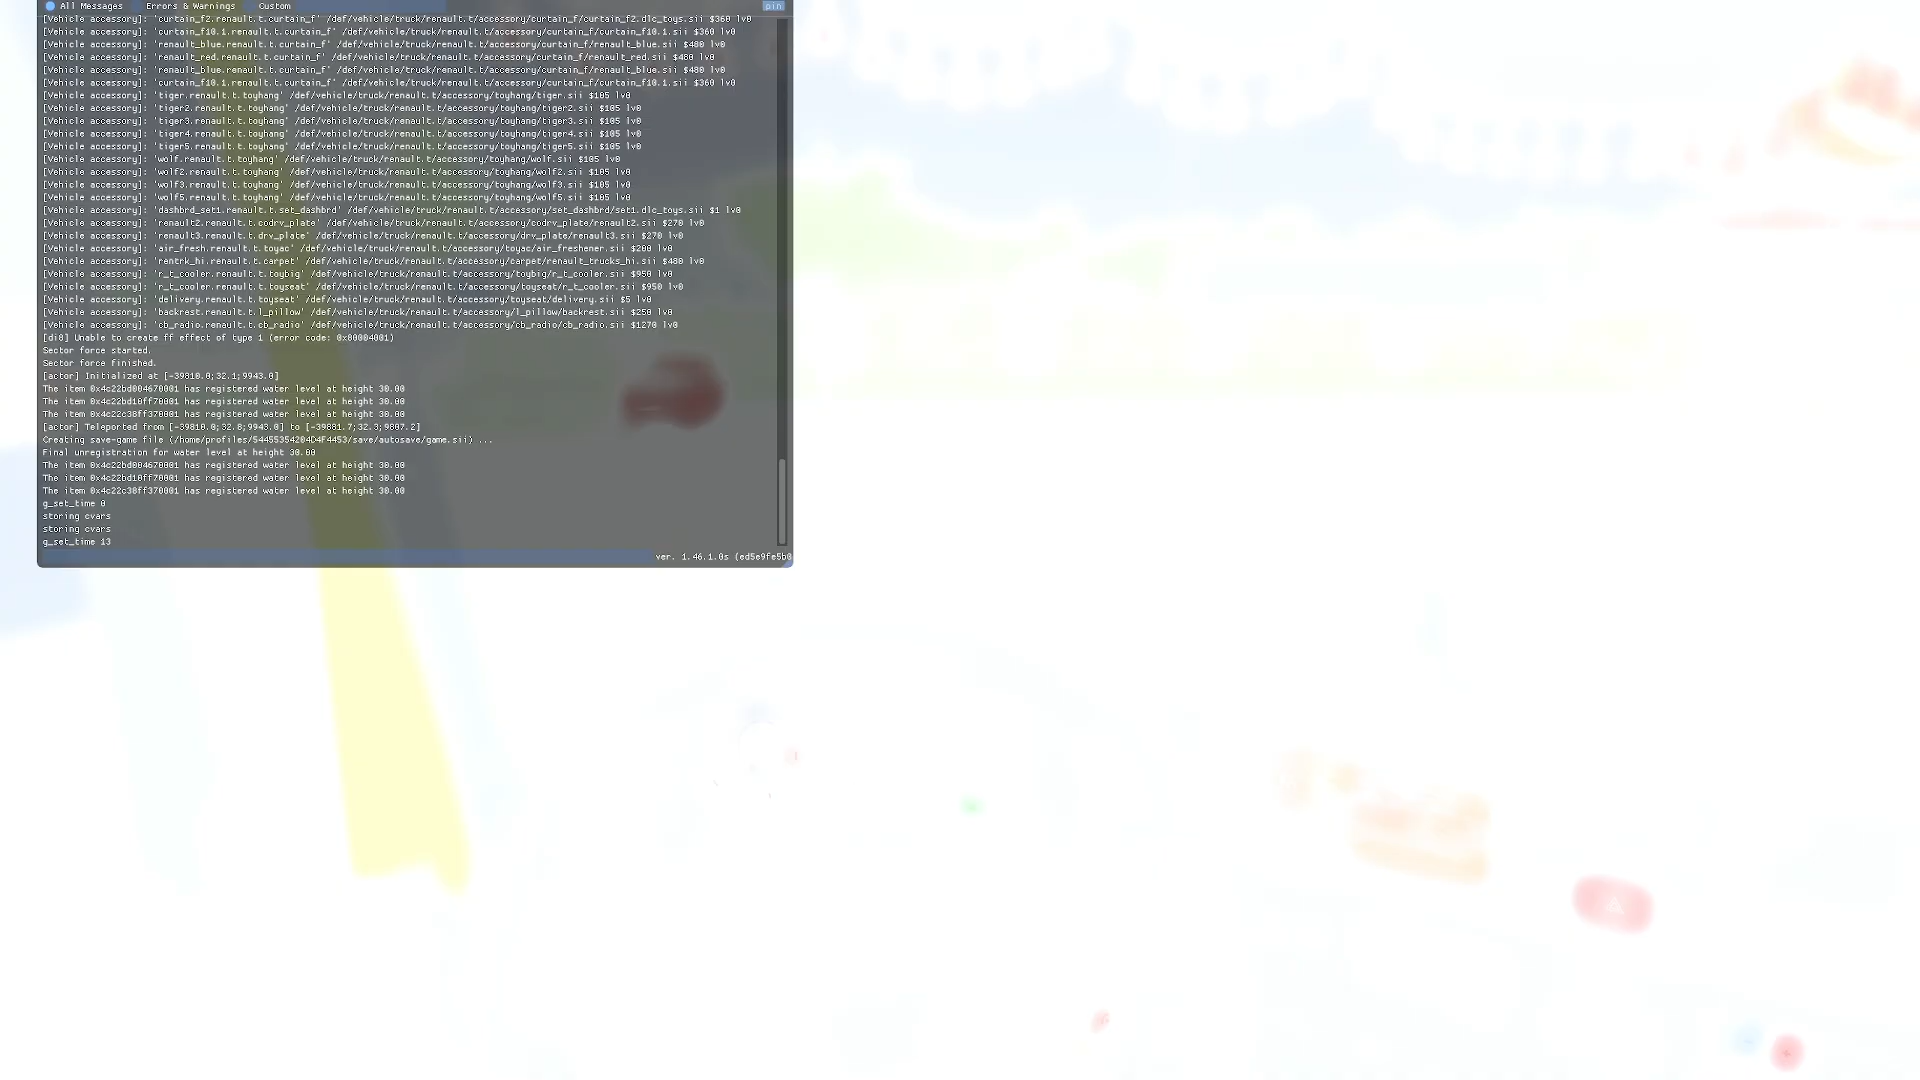 All Messages Errors & Warnings Custom pin
[Vehicle accessory]: 'curtain_f2.renault.t.curtain_f' /def/vehicle/truck/renault.t/accessory/curtain_f/curtain_f2.dlc_toys.sii $360 lv0
[Vehicle accessory]: 'curtain_f10.1.renault.t.curtain_f' /def/vehicle/truck/renault.t/accessory/curtain_f/curtain_f10.1.sii $360 lv0
[Vehicle accessory]: 'renault_blue.renault.t.curtain_f' /def/vehicle/truck/renault.t/accessory/curtain_f/renault_blue.sii $480 lv0
[Vehicle accessory]: 'renault_red.renault.t.curtain_f' /def/vehicle/truck/renault.t/accessory/curtain_f/renault_red.sii $480 lv0
[Vehicle accessory]: 'renault_blue.renault.t.curtain_f' /def/vehicle/truck/renault.t/accessory/curtain_f/renault_blue.sii $480 lv0
[Vehicle accessory]: 'curtain_f10.1.renault.t.curtain_f' /def/vehicle/truck/renault.t/accessory/curtain_f/curtain_f10.1.sii $360 lv0
[Vehicle accessory]: 'tiger.renault.t.toyhang' /def/vehicle/truck/renault.t/accessory/toyhang/tiger.sii $105 lv0
[Vehicle accessory]: 'tiger2.renault.t.toyhang' /def/vehicle/truck/renault.t/accessory/toyhang/tiger2.sii $105 lv0
[Vehicle accessory]: 'tiger3.renault.t.toyhang' /def/vehicle/truck/renault.t/accessory/toyhang/tiger3.sii $105 lv0
[Vehicle accessory]: 'tiger4.renault.t.toyhang' /def/vehicle/truck/renault.t/accessory/toyhang/tiger4.sii $105 lv0
[Vehicle accessory]: 'tiger5.renault.t.toyhang' /def/vehicle/truck/renault.t/accessory/toyhang/tiger5.sii $105 lv0
[Vehicle accessory]: 'wolf.renault.t.toyhang' /def/vehicle/truck/renault.t/accessory/toyhang/wolf.sii $105 lv0
[Vehicle accessory]: 'wolf2.renault.t.toyhang' /def/vehicle/truck/renault.t/accessory/toyhang/wolf2.sii $105 lv0
[Vehicle accessory]: 'wolf3.renault.t.toyhang' /def/vehicle/truck/renault.t/accessory/toyhang/wolf3.sii $105 lv0
[Vehicle accessory]: 'wolf5.renault.t.toyhang' /def/vehicle/truck/renault.t/accessory/toyhang/wolf5.sii $105 lv0
[Vehicle accessory]: 'dashbrd_set1.renault.t.set_dashbrd' /def/vehicle/truck/renault.t/accessory/set_dashbrd/set1.dlc_toys.sii $1 lv0
[Vehicle accessory]: 'renault2.renault.t.codrv_plate' /def/vehicle/truck/renault.t/accessory/codrv_plate/renault2.sii $270 lv0
[Vehicle accessory]: 'renault3.renault.t.drv_plate' /def/vehicle/truck/renault.t/accessory/drv_plate/renault3.sii $270 lv0
[Vehicle accessory]: 'air_fresh.renault.t.toyac' /def/vehicle/truck/renault.t/accessory/toyac/air_freshener.sii $200 lv0
[Vehicle accessory]: 'rentrk_hi.renault.t.carpet' /def/vehicle/truck/renault.t/accessory/carpet/renault_trucks_hi.sii $480 lv0
[Vehicle accessory]: 'r_t_cooler.renault.t.toybig' /def/vehicle/truck/renault.t/accessory/toybig/r_t_cooler.sii $950 lv0
[Vehicle accessory]: 'r_t_cooler.renault.t.toyseat' /def/vehicle/truck/renault.t/accessory/toyseat/r_t_cooler.sii $950 lv0
[Vehicle accessory]: 'delivery.renault.t.toyseat' /def/vehicle/truck/renault.t/accessory/toyseat/delivery.sii $5 lv0
[Vehicle accessory]: 'backrest.renault.t.l_pillow' /def/vehicle/truck/renault.t/accessory/l_pillow/backrest.sii $250 lv0
[Vehicle accessory]: 'cb_radio.renault.t.cb_radio' /def/vehicle/truck/renault.t/accessory/cb_radio/cb_radio.sii $1270 lv0
[di8] Unable to create ff effect of type 1 (error code: 0x80004001)
Sector force started.
Sector force finished.
[actor] Initialized at [-39810.0;32.1;9943.0]
The item 0x4c22bd004670001 has registered water level at height 30.00
The item 0x4c22bd10ff70001 has registered water level at height 30.00
The item 0x4c22c38ff370001 has registered water level at height 30.00
[actor] Teleported from [-39810.0;32.8;9943.0] to [-39881.7;32.3;9807.2]
Creating save-game file (/home/profiles/54455354204D4F4453/save/autosave/game.sii) ...
Final unregistration for water level at height 30.00
The item 0x4c22bd004670001 has registered water level at height 30.00
The item 0x4c22bd10ff70001 has registered water level at height 30.00
The item 0x4c22c38ff370001 has registered water level at height 30.00
g_set_time 0
storing cvars
storing cvars
g_set_time 13
ver. 1.46.1.0s (ed5e9fe5b0